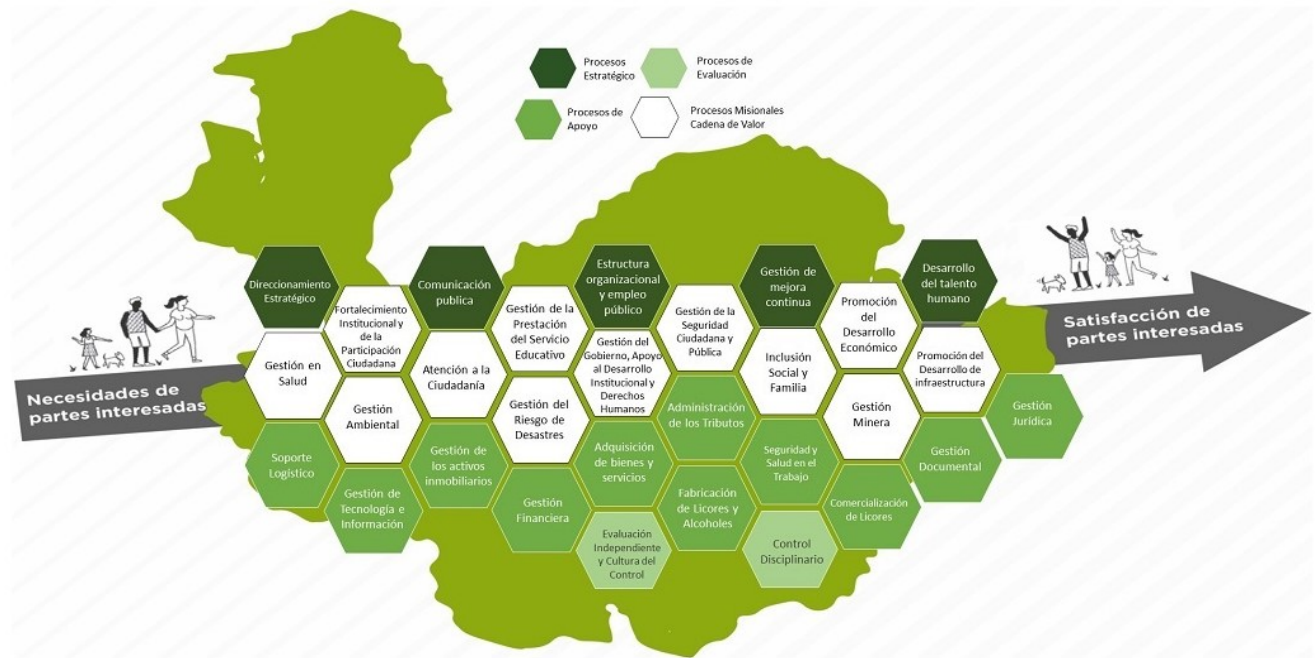 Procesos
Estratégico
Procesos de
Evaluación
Procesos de
Apoyo
Procesos Misionales
Cadena de Valor
Necesidades de
partes interesadas
Satisfacción de
partes interesadas
Direccionamiento
Estratégico
Comunicación
publica
Estructura
organizacional
y empleo
público
Gestión de
mejora
continua
Desarrollo
del talento
humano
Fortalecimiento
Institucional y
de la
Participación
Ciudadana
Gestión de la
Prestación
del Servicio
Educativo
Gestión de la
Seguridad
Ciudadana y
Pública
Promoción
del
Desarrollo
Económico
Gestión en
Salud
Atención a la
Ciudadanía
Gestión del
Gobierno, Apoyo
al Desarrollo
Institucional y
Derechos
Humanos
Inclusión
Social y
Familia
Promoción del
Desarrollo de
infraestructura
Gestión
Ambiental
Gestión del
Riesgo de
Desastres
Administración
de los Tributos
Gestión
Minera
Gestión
Jurídica
Soporte
Logístico
Gestión de
los activos
inmobiliarios
Adquisición
de bienes y
servicios
Seguridad y
Salud en el
Trabajo
Gestión
Documental
Gestión de
Tecnología e
Información
Gestión
Financiera
Fabricación
de Licores y
Alcoholes
Comercialización
de Licores
Evaluación
Independiente
y Cultura del
Control
Control
Disciplinario